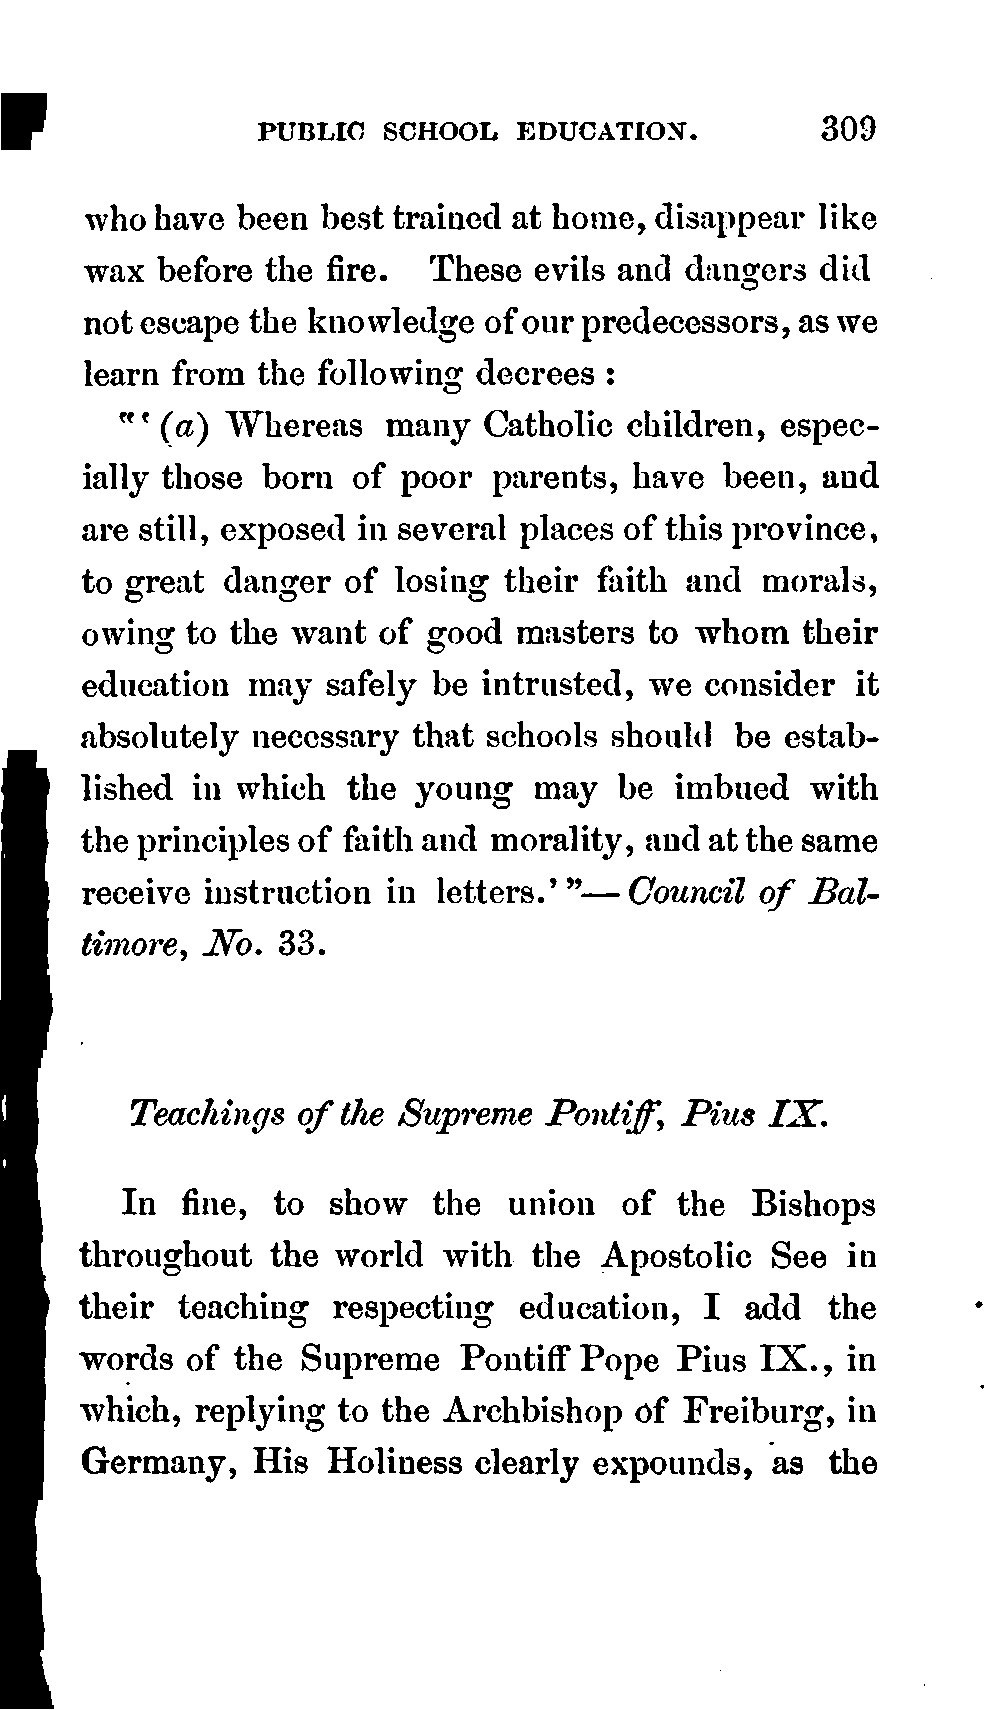 PUBLIC SCHOOL EDUCATION. 309
who have been best trained at home, disappear like
wax before the fire. These evils and dangers did
not escape the knowledge of our predecessors, as we
learn from the following decrees :
"‘ (a) Whereas many Catholic children, espec-
ially those born of poor parents, have been, and
are still, exposed in several places of this province,
to great danger of losing their faith and morals,
owing to the want of good masters to whom their
education may safely be intrusted, we consider it
absolutely necessary that schools should be estab-
lished in which the young may be imbued with
the principles of faith and morality, and at the same
receive instruction in letters.’ ”— Council of Bal-
timore, No. 33.
Teachings of the Supreme Pontiff, Pius IX.
In fine, to show the union of the Bishops
throughout the world with the Apostolic See in
their teaching respecting education, I add the
words of the Supreme Pontiff Pope Pius IX., in
which, replying to the Archbishop of Freiburg, in
Germany, His Holiness clearly expounds, as the